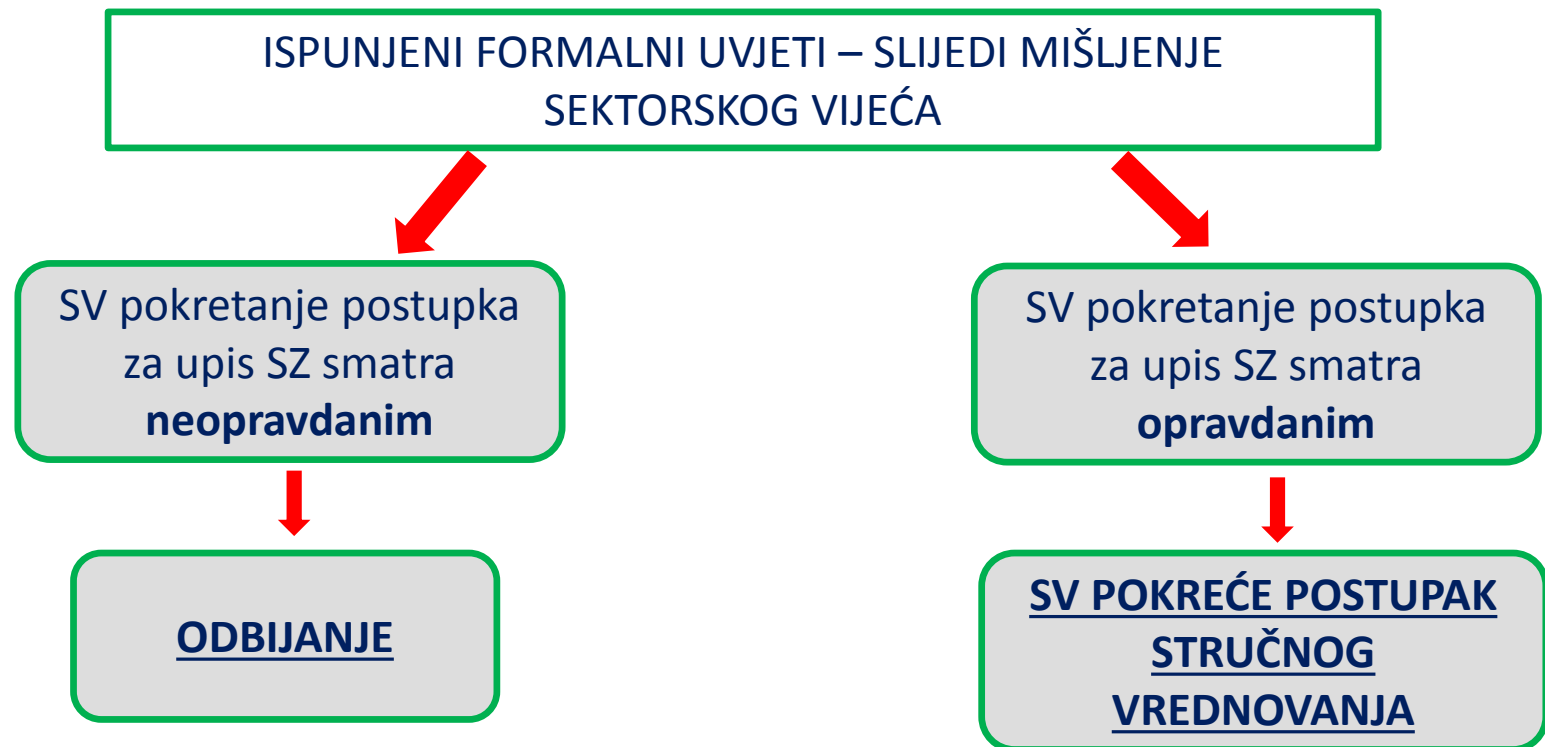 ISPUNJENI FORMALNI UVJETI – SLIJEDI MIŠLJENJE
SEKTORSKOG VIJEĆA
SV pokretanje postupka
za upis SZ smatra
neopravdanim
SV pokretanje postupka
za upis SZ smatra
opravdanim
ODBIJANJE
SV POKREĆE POSTUPAK
STRUČNOG
VREDNOVANJA